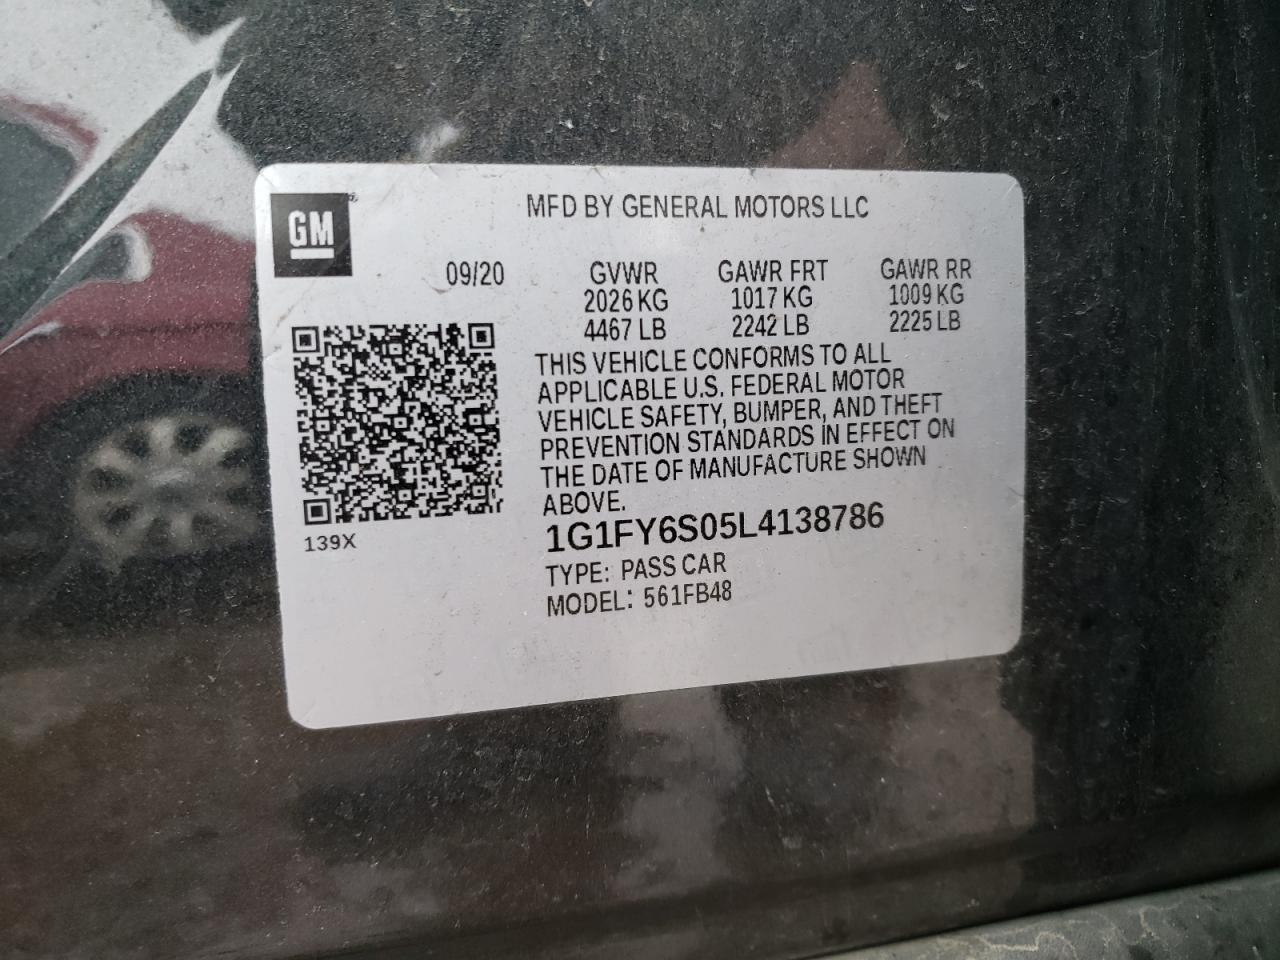 GM
MFD BY GENERAL MOTORS LLC
09/20
GVWR GAWR FRT GAWR RR
2026 KG 1017 KG 1009 KG
4467 LB 2242 LB 2225 LB
THIS VEHICLE CONFORMS TO ALL
APPLICABLE U.S. FEDERAL MOTOR
VEHICLE SAFETY, BUMPER, AND THEFT
PREVENTION STANDARDS IN EFFECT ON
THE DATE OF MANUFACTURE SHOWN
ABOVE.
139X
1G1FY6S05L4138786
TYPE: PASS CAR
MODEL: 561FB48